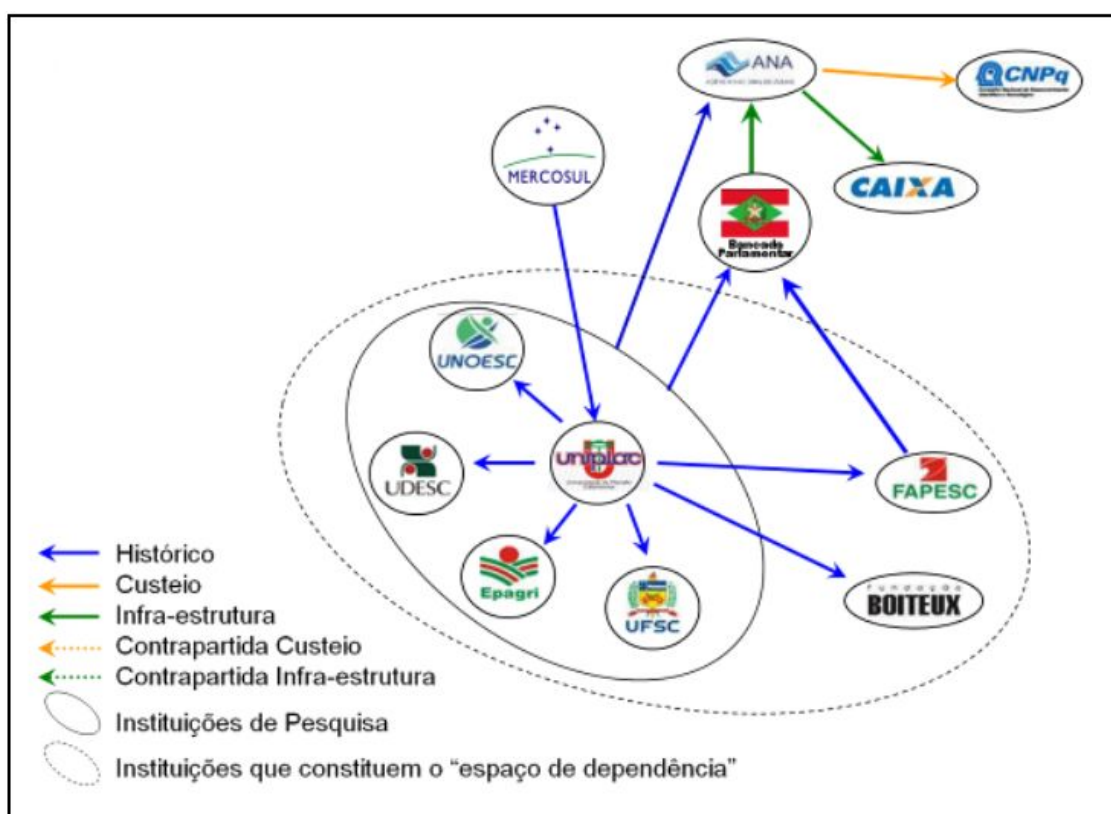 ANA
CNPq
MERCOSUL
CAIXA
Bancada
Parlamentar
UNOESC
uniplac
UDESC
FAPESC
Epagri
UFSC
Fundação
BOITEUX
Histórico
Custeio
Infra-estrutura
Contrapartida Custeio
Contrapartida Infra-estrutura
Instituições de Pesquisa
Instituições que constituem o “espaço de dependência”